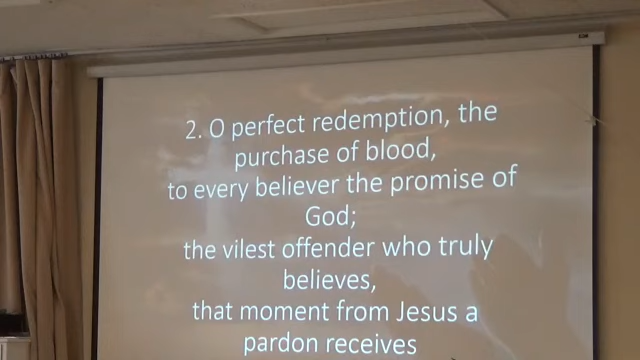 2. O perfect redemption, the
purchase of blood,
to every believer the promise of
God;
the vilest offender who truly
believes,
that moment from Jesus a
pardon receives